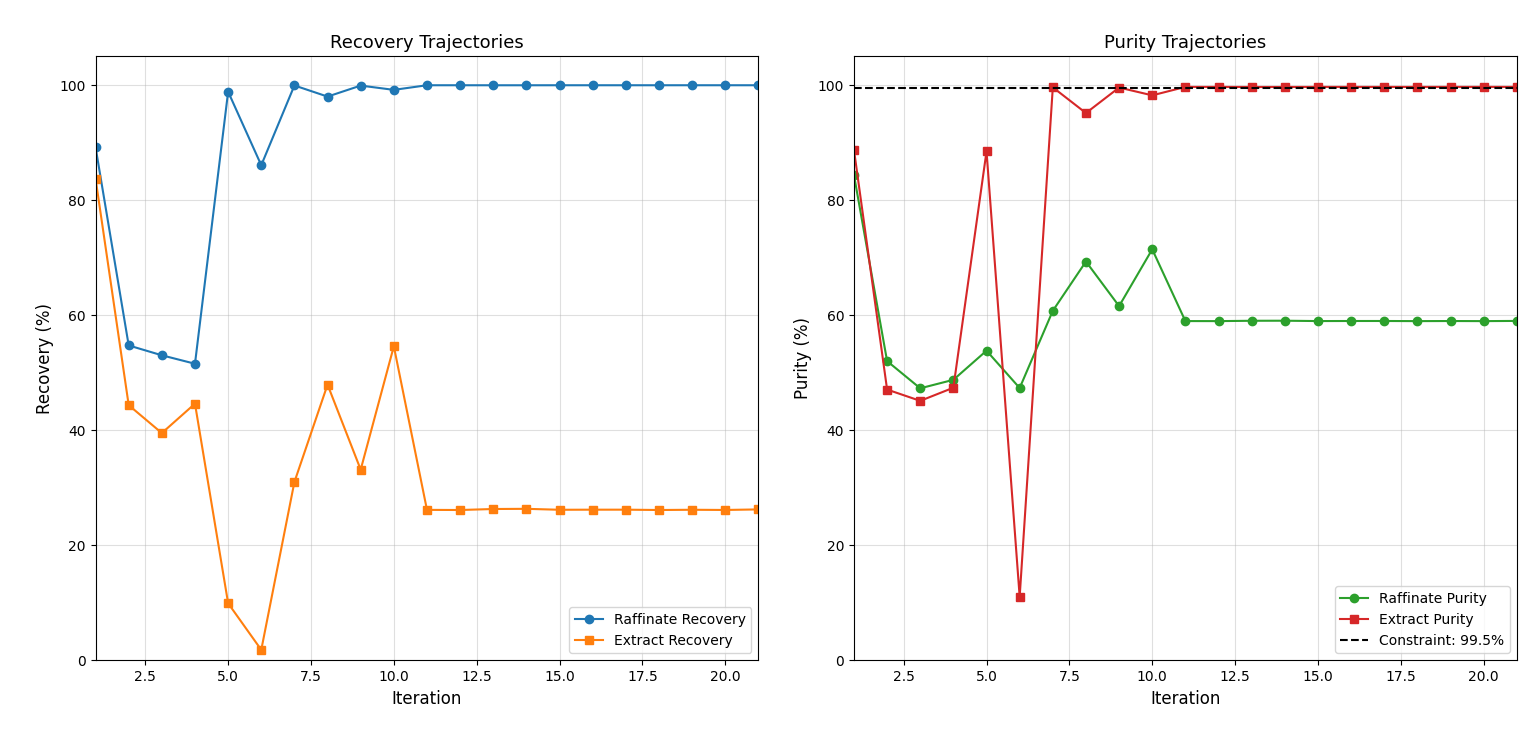 Recovery Trajectories
Recovery (%)
100
80
60
40
20
0
2.5 5.0 7.5 10.0 12.5 15.0 17.5 20.0
Iteration
Raffinate Recovery
Extract Recovery
Purity Trajectories
Purity (%)
100
80
60
40
20
0
2.5 5.0 7.5 10.0 12.5 15.0 17.5 20.0
Iteration
Raffinate Purity
Extract Purity
Constraint: 99.5%